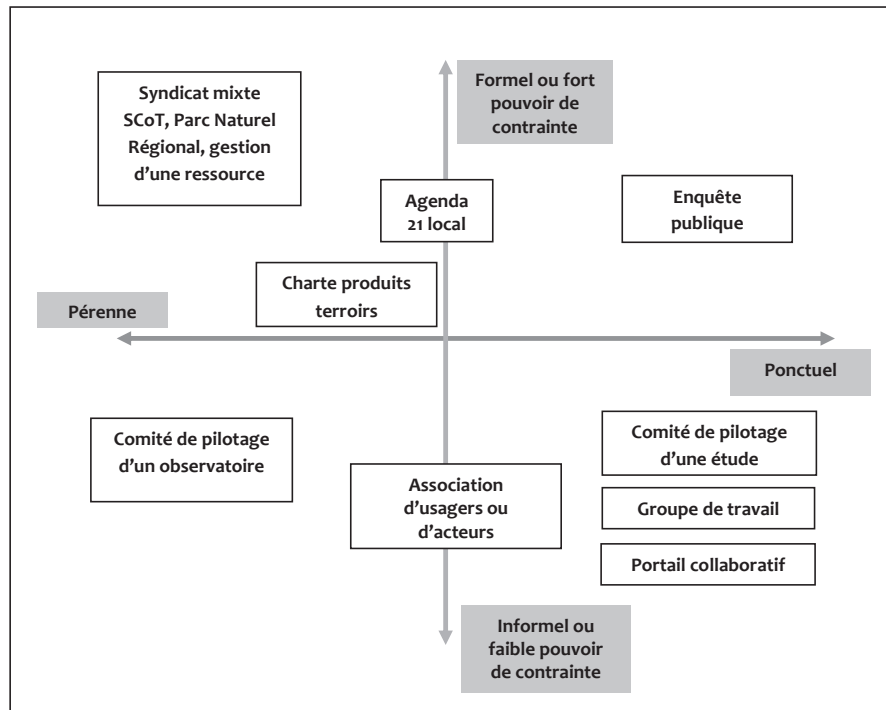 Syndicat mixte
SCoT, Parc Naturel
Régional, gestion
d'une ressource
Formel ou fort
pouvoir de
contrainte
Agenda
21 local
Enquête
publique
Charte produits
terroirs
Pérenne
Ponctuel
Comité de pilotage
d'un observatoire
Comité de pilotage
d'une étude
Association
d'usagers ou
d'acteurs
Groupe de travail
Portail collaboratif
Informel ou
faible pouvoir
de contrainte